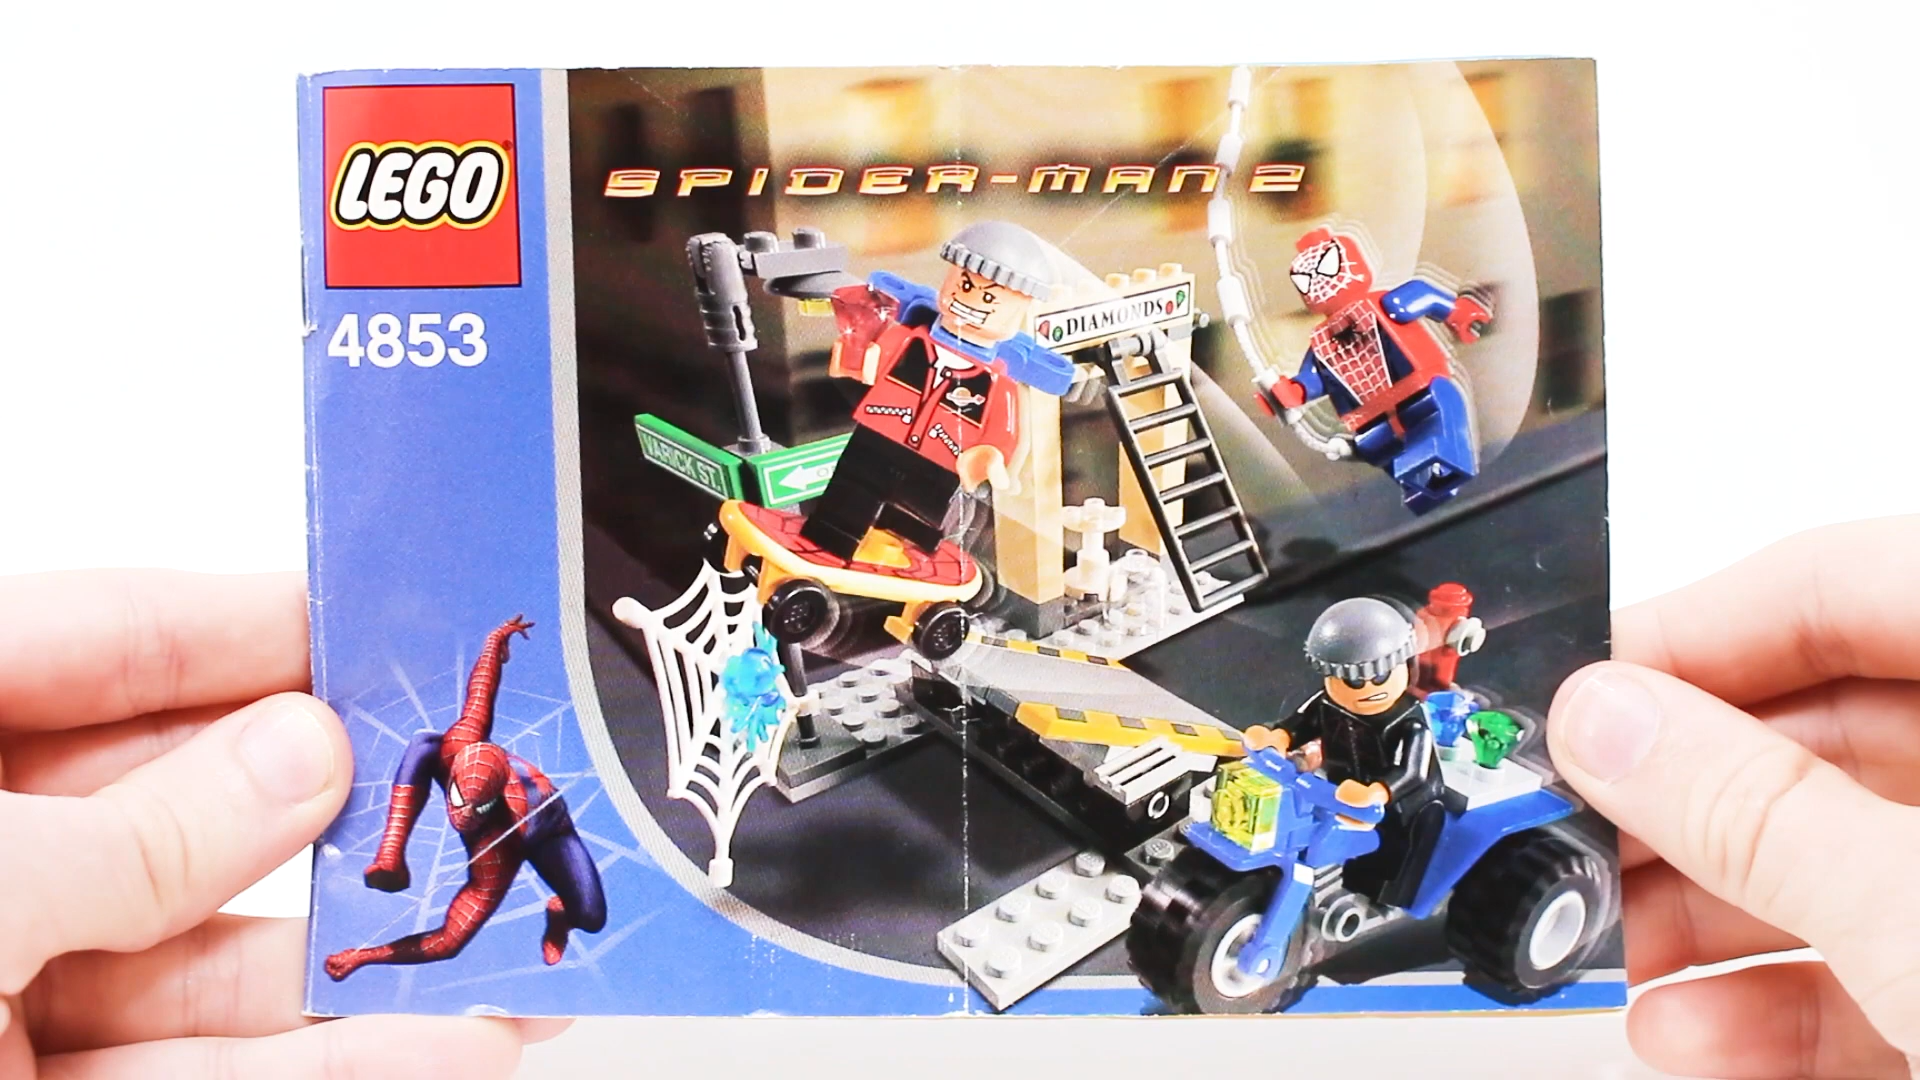 LEGO
4853
SPIDER-MAN 2
DIAMONDS
VARICK ST.